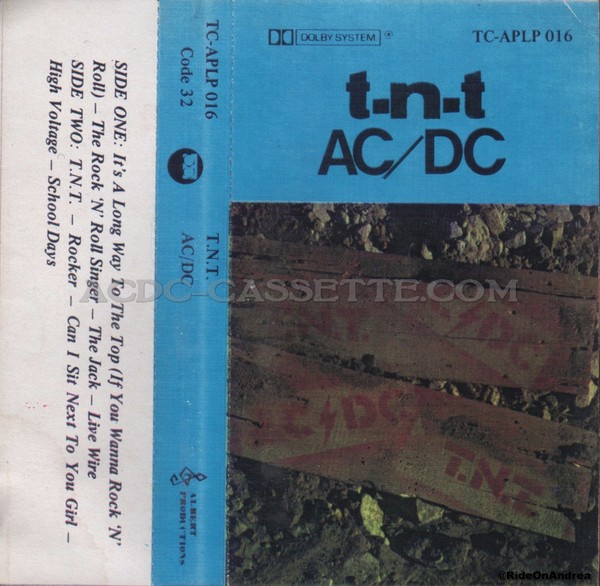 SIDE ONE: It's A Long Way To The Top (If You Wanna Rock 'N'
Roll) – The Rock 'N' Roll Singer – The Jack – Live Wire
SIDE TWO: T.N.T. – Rocker – Can I Sit Next To You Girl –
High Voltage – School Days
TC-APLP 016
Code 32
T.N.T.
AC/DC
ALBERT
PRODUCTIONS
DOLBY SYSTEM ®
TC-APLP 016
t.n.t
AC/DC
AC/DC
T.N.T.
AC/DC
T.N.T.
ACDC-CASSETTE.COM
@RideOnAndrea